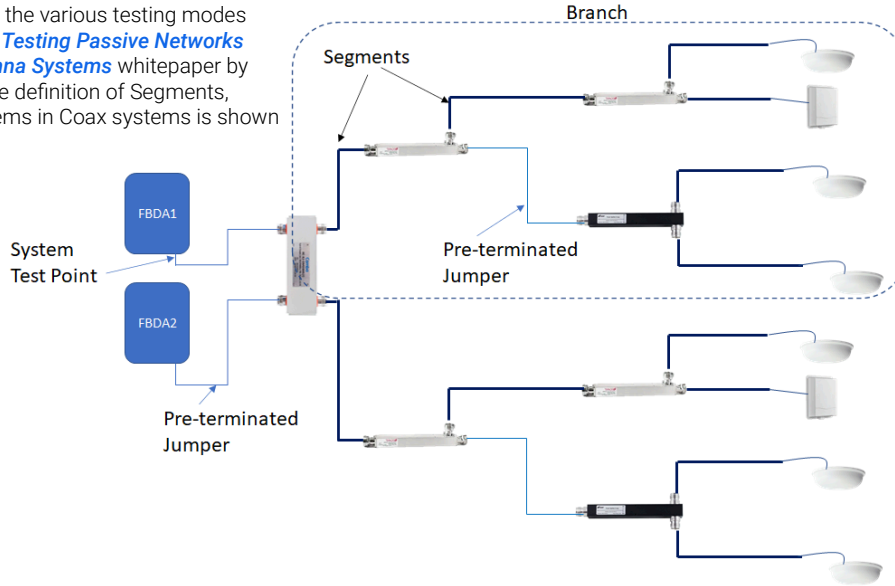 the various testing modes
Testing Passive Networks
nna Systems whitepaper by
e definition of Segments,
ems in Coax systems is shown
Branch
Segments
FBDA1
System
Test Point
Pre-terminated
Jumper
FBDA2
Pre-terminated
Jumper